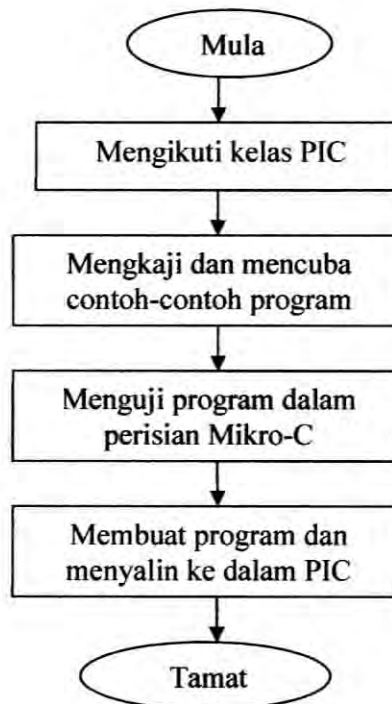 Mula
Mengikuti kelas PIC
Mengkaji dan mencuba
contoh-contoh program
Menguji program dalam
perisian Mikro-C
Membuat program dan
menyalin ke dalam PIC
Tamat